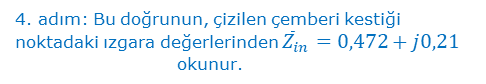 4. adım: Bu doğrunun, çizilen çemberi kestiği
noktadaki ızgara değerlerinden Z̄ᵢₙ = 0,472 + j0,21
okunur.